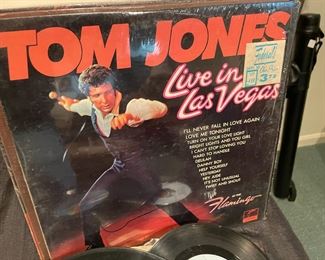 TOM JONES
Live in
Las Vegas
I'LL NEVER FALL IN LOVE AGAIN
LOVE ME TONIGHT
TURN ON YOUR LOVE LIGHT
BRIGHT LIGHTS AND YOU GIRL
I CAN'T STOP LOVING YOU
HARD TO HANDLE
DELILAH
DANNY BOY
HELP YOURSELF
YESTERDAY
HEY JUDE
IT'S NOT UNUSUAL
TWIST AND SHOUT
at the
Flamingo